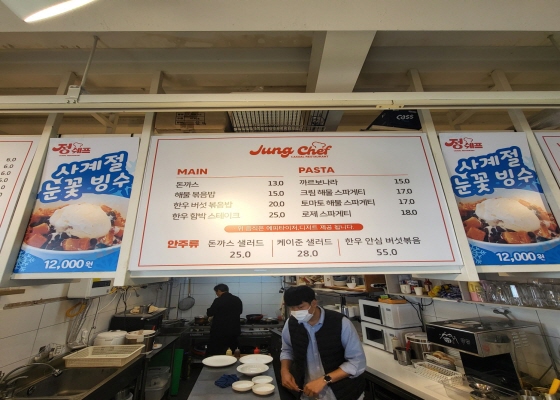 Jung Chef
MAIN
돈까스 13.0
해물 볶음밥 15.0
한우 버섯 볶음밥 20.0
한우 함박 스테이크 25.0
PASTA
까르보나라 15.0
크림 해물 스파게티 17.0
토마토 해물 스파게티 17.0
로제 스파게티 18.0
안주류
돈까스 샐러드 25.0
케이준 샐러드 28.0
한우 안심 버섯볶음 55.0
정쉐프
사계절
눈꽃 빙수
12,000원
정쉐프
사계절
눈꽃 빙수
12,000원
Cass
6.0